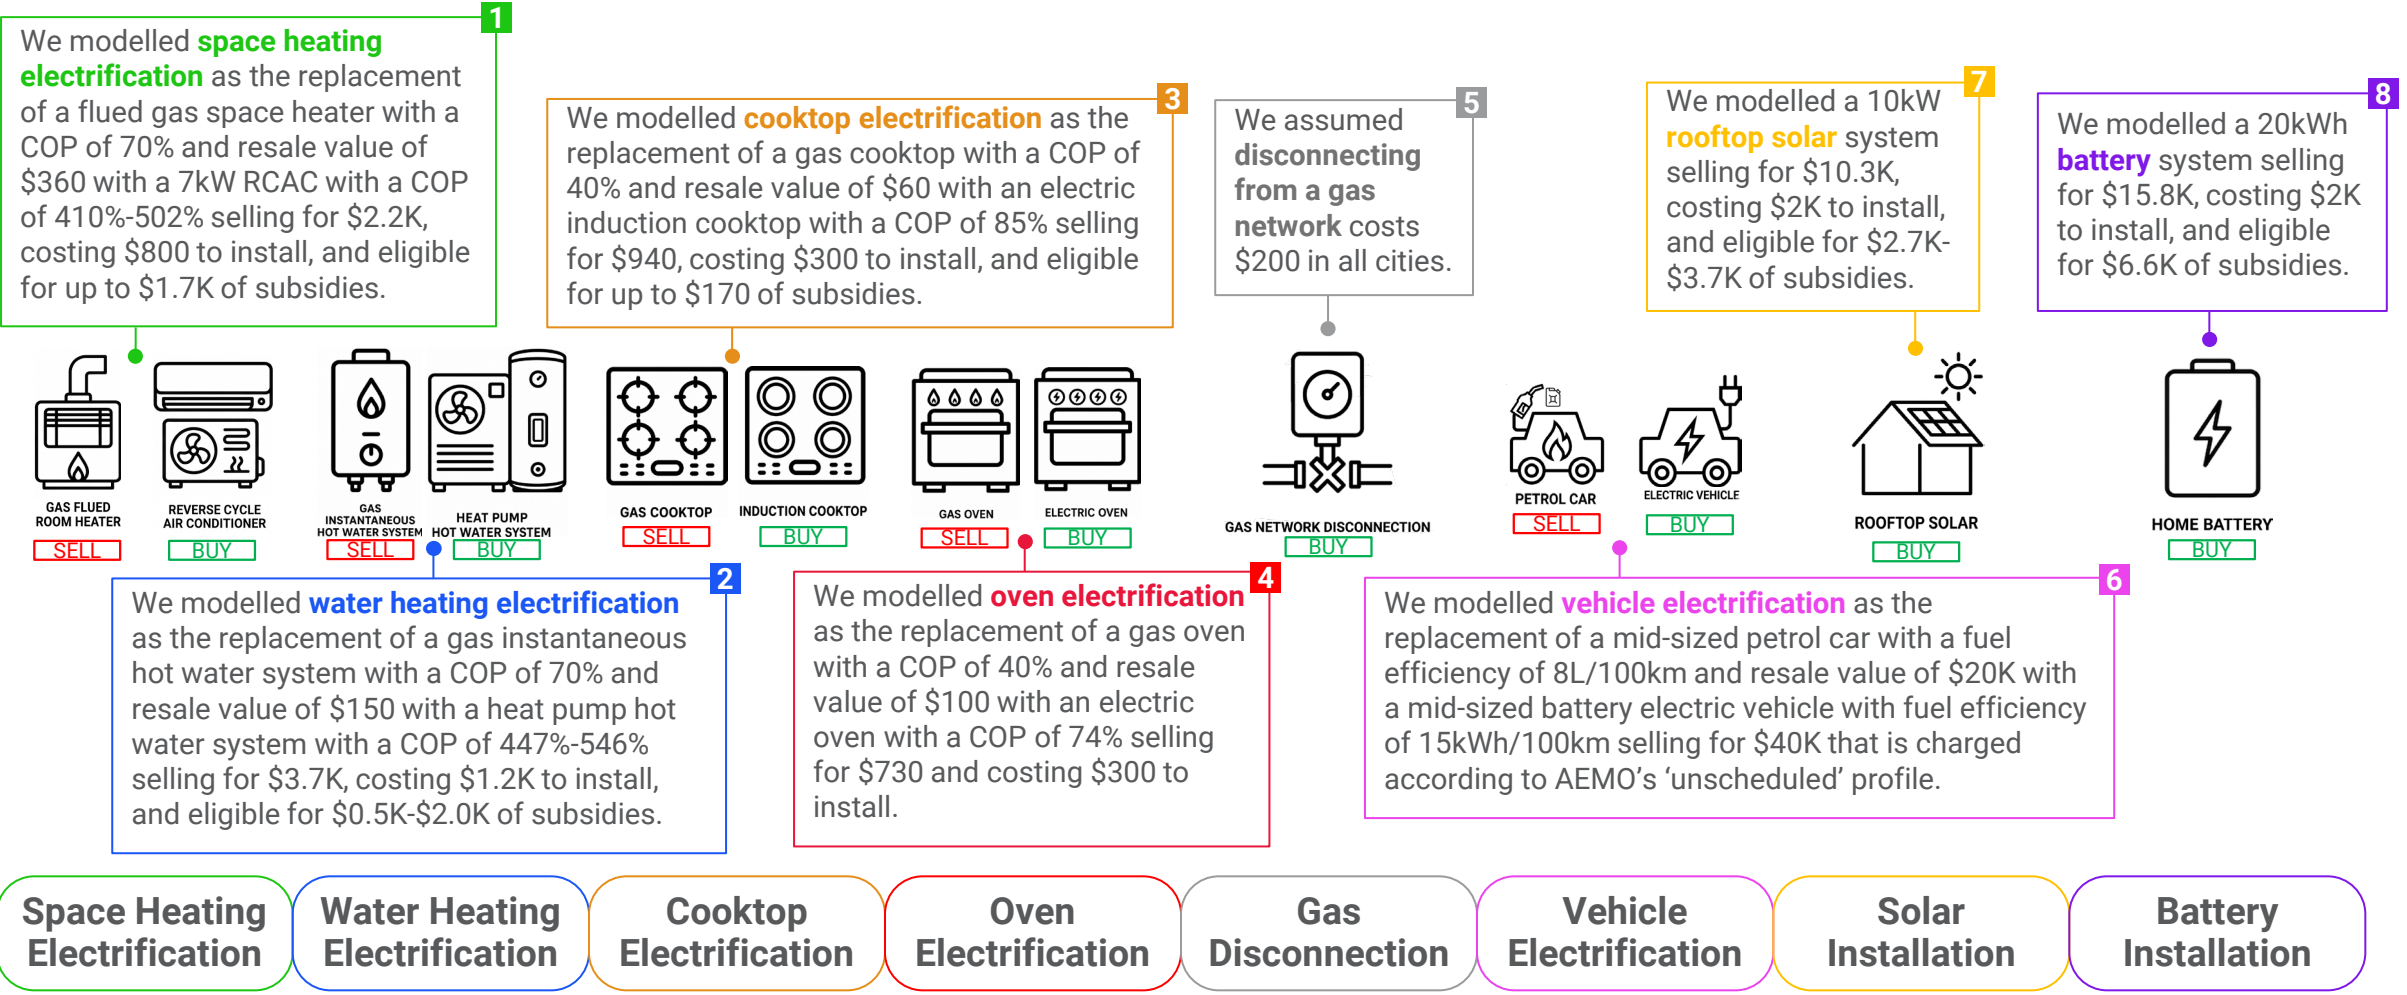 1
We modelled space heating
electrification as the replacement
of a flued gas space heater with a
COP of 70% and resale value of
$360 with a 7kW RCAC with a COP
of 410%-502% selling for $2.2K,
costing $800 to install, and eligible
for up to $1.7K of subsidies.
3
We modelled cooktop electrification as the
replacement of a gas cooktop with a COP of
40% and resale value of $60 with an electric
induction cooktop with a COP of 85% selling
for $940, costing $300 to install, and eligible
for up to $170 of subsidies.
5
We assumed
disconnecting
from a gas
network costs
$200 in all cities.
7
We modelled a 10kW
rooftop solar system
selling for $10.3K,
costing $2K to install,
and eligible for $2.7K-
$3.7K of subsidies.
8
We modelled a 20kWh
battery system selling
for $15.8K, costing $2K
to install, and eligible
for $6.6K of subsidies.
GAS FLUED
ROOM HEATER
SELL
REVERSE CYCLE
AIR CONDITIONER
BUY
GAS
INSTANTANEOUS
HOT WATER SYSTEM
SELL
HEAT PUMP
HOT WATER SYSTEM
BUY
GAS COOKTOP
SELL
INDUCTION COOKTOP
BUY
GAS OVEN
SELL
ELECTRIC OVEN
BUY
GAS NETWORK DISCONNECTION
BUY
PETROL CAR
SELL
ELECTRIC VEHICLE
BUY
ROOFTOP SOLAR
BUY
HOME BATTERY
BUY
2
We modelled water heating electrification
as the replacement of a gas instantaneous
hot water system with a COP of 70% and
resale value of $150 with a heat pump hot
water system with a COP of 447%-546%
selling for $3.7K, costing $1.2K to install,
and eligible for $0.5K-$2.0K of subsidies.
4
We modelled oven electrification
as the replacement of a gas oven
with a COP of 40% and resale
value of $100 with an electric
oven with a COP of 74% selling
for $730 and costing $300 to
install.
6
We modelled vehicle electrification as the
replacement of a mid-sized petrol car with a fuel
efficiency of 8L/100km and resale value of $20K with
a mid-sized battery electric vehicle with fuel efficiency
of 15kWh/100km selling for $40K that is charged
according to AEMO’s ‘unscheduled’ profile.
Space Heating
Electrification
Water Heating
Electrification
Cooktop
Electrification
Oven
Electrification
Gas
Disconnection
Vehicle
Electrification
Solar
Installation
Battery
Installation